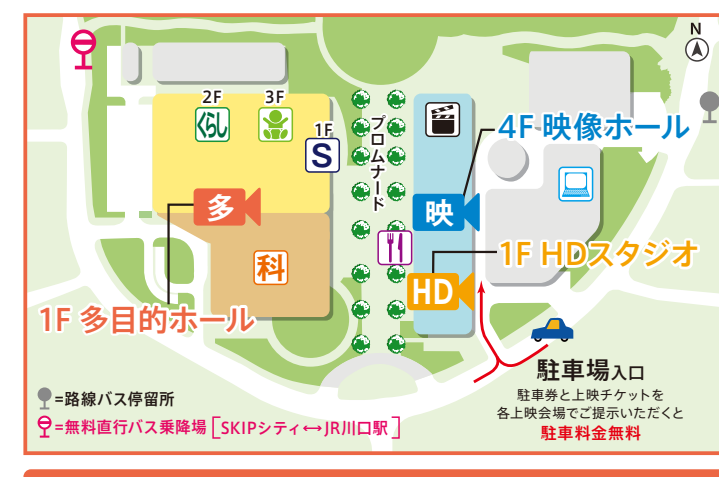 N
2F
3F
くらし
1F
S
プロムナード
4F 映像ホール
多
映
科
1F HDスタジオ
HD
1F 多目的ホール
駐車場入口
駐車券と上映チケットを
各上映会場でご提示いただくと
駐車料金無料
=路線バス停留所
=無料直行バス乗降場[SKIPシティ↔JR川口駅]